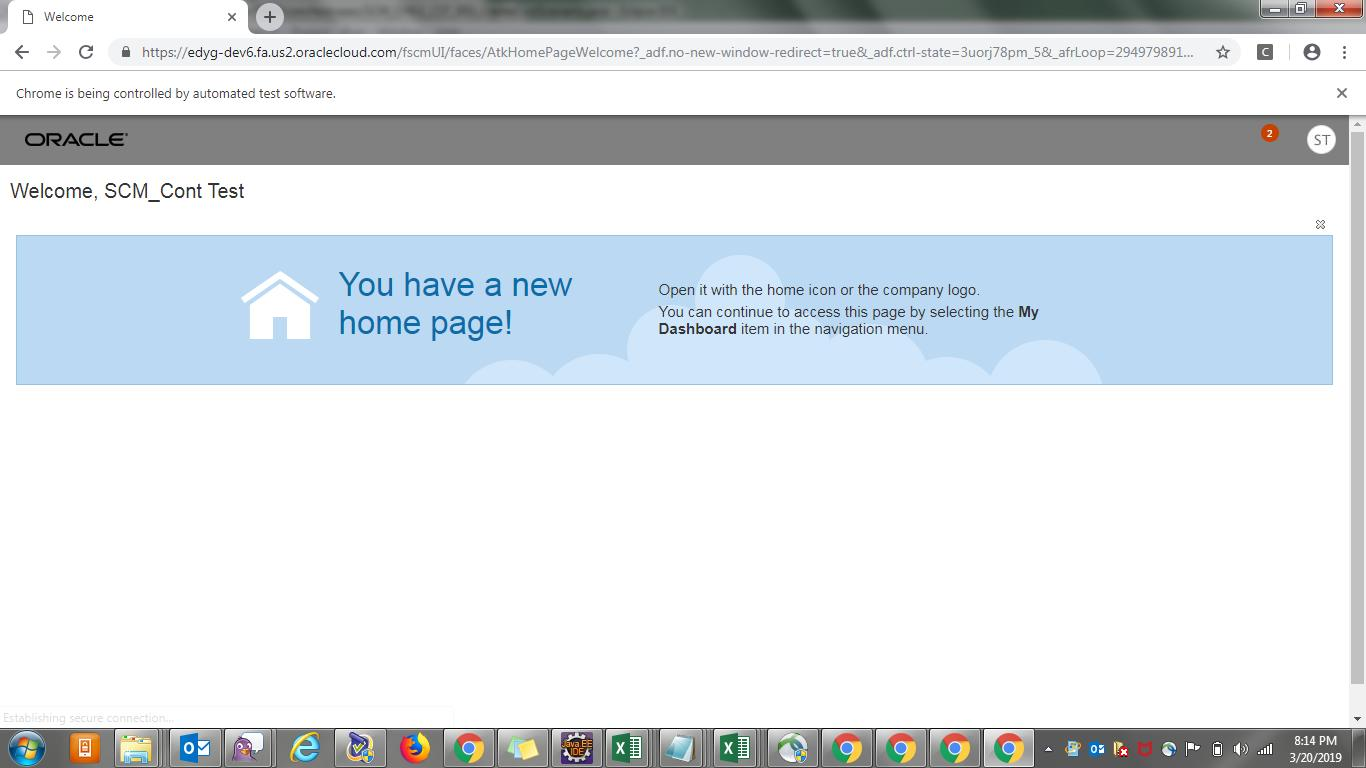 Welcome
https://edyg-dev6.fa.us2.oraclecloud.com/fscmUI/faces/AtkHomePageWelcome?_adf.no-new-window-redirect=true&_adf.ctrl-state=3uorj78pm_5&_afrLoop=294979891...
C
Chrome is being controlled by automated test software.
ORACLE
2
ST
Welcome, SCM_Cont Test
You have a new
home page!
Open it with the home icon or the company logo.
You can continue to access this page by selecting the My
Dashboard item in the navigation menu.
Establishing secure connection...
Java EE
IDE
8:14 PM
3/20/2019